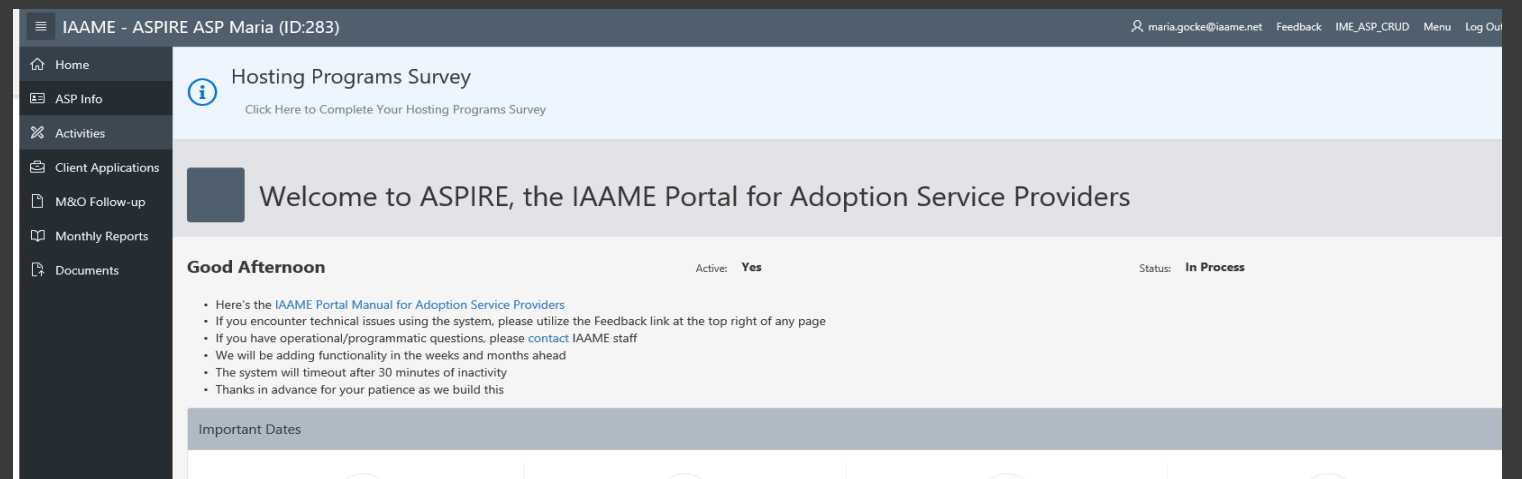 IAAME - ASPIRE ASP Maria (ID:283)
maria.gocke@iaame.net Feedback IME_ASP_CRUD Menu Log Out
Home
ASP Info
Activities
Client Applications
M&O Follow-up
Monthly Reports
Documents
Hosting Programs Survey
Click Here to Complete Your Hosting Programs Survey
Welcome to ASPIRE, the IAAME Portal for Adoption Service Providers
Good Afternoon Active: Yes Status: In Process
• Here's the IAAME Portal Manual for Adoption Service Providers
• If you encounter technical issues using the system, please utilize the Feedback link at the top right of any page
• If you have operational/programmatic questions, please contact IAAME staff
• We will be adding functionality in the weeks and months ahead
• The system will timeout after 30 minutes of inactivity
• Thanks in advance for your patience as we build this
Important Dates